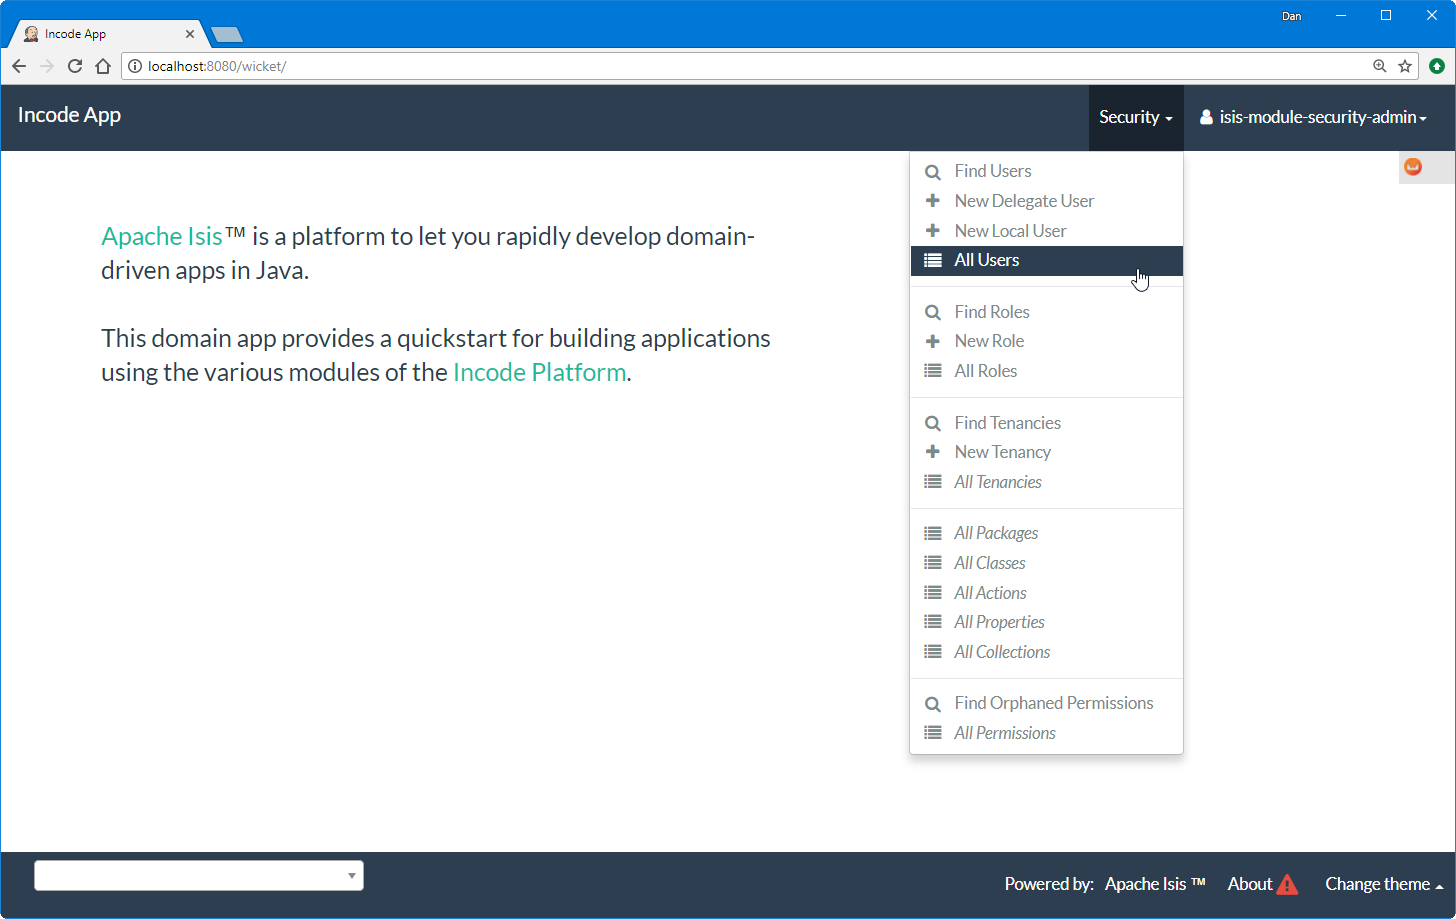 Dan
Incode App
localhost:8080/wicket/
Incode App
Security
isis-module-security-admin
Find Users
New Delegate User
New Local User
All Users
Find Roles
New Role
All Roles
Find Tenancies
New Tenancy
All Tenancies
All Packages
All Classes
All Actions
All Properties
All Collections
Find Orphaned Permissions
All Permissions
Apache Isis™ is a platform to let you rapidly develop domain-
driven apps in Java.
This domain app provides a quickstart for building applications
using the various modules of the Incode Platform.
Powered by: Apache Isis ™ About Change theme